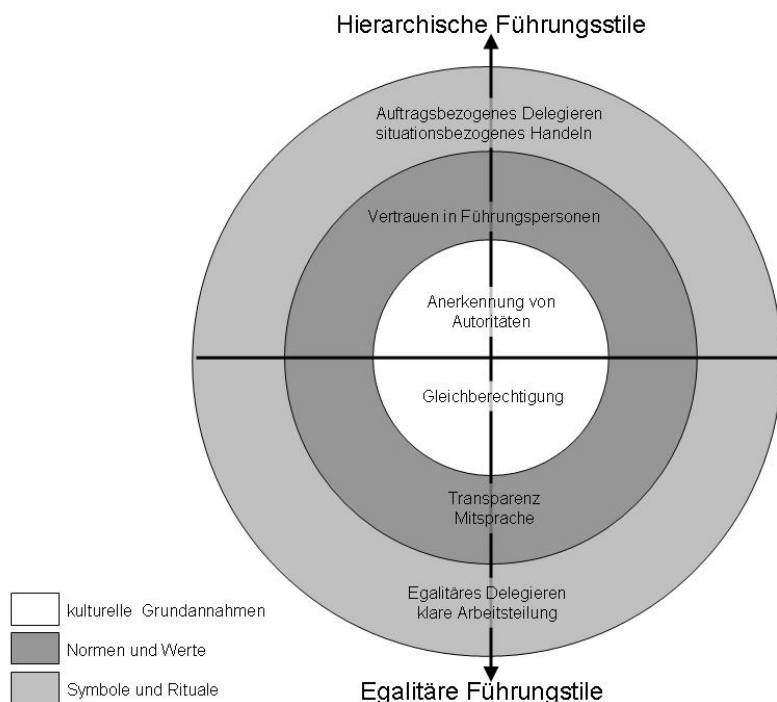 Hierarchische Führungsstile
Auftragsbezogenes Delegieren
situationsbezogenes Handeln
Vertrauen in Führungspersonen
Anerkennung von
Autoritäten
Gleichberechtigung
Transparenz
Mitsprache
Egalitäres Delegieren
klare Arbeitsteilung
Egalitäre Führungstile
kulturelle Grundannahmen
Normen und Werte
Symbole und Rituale